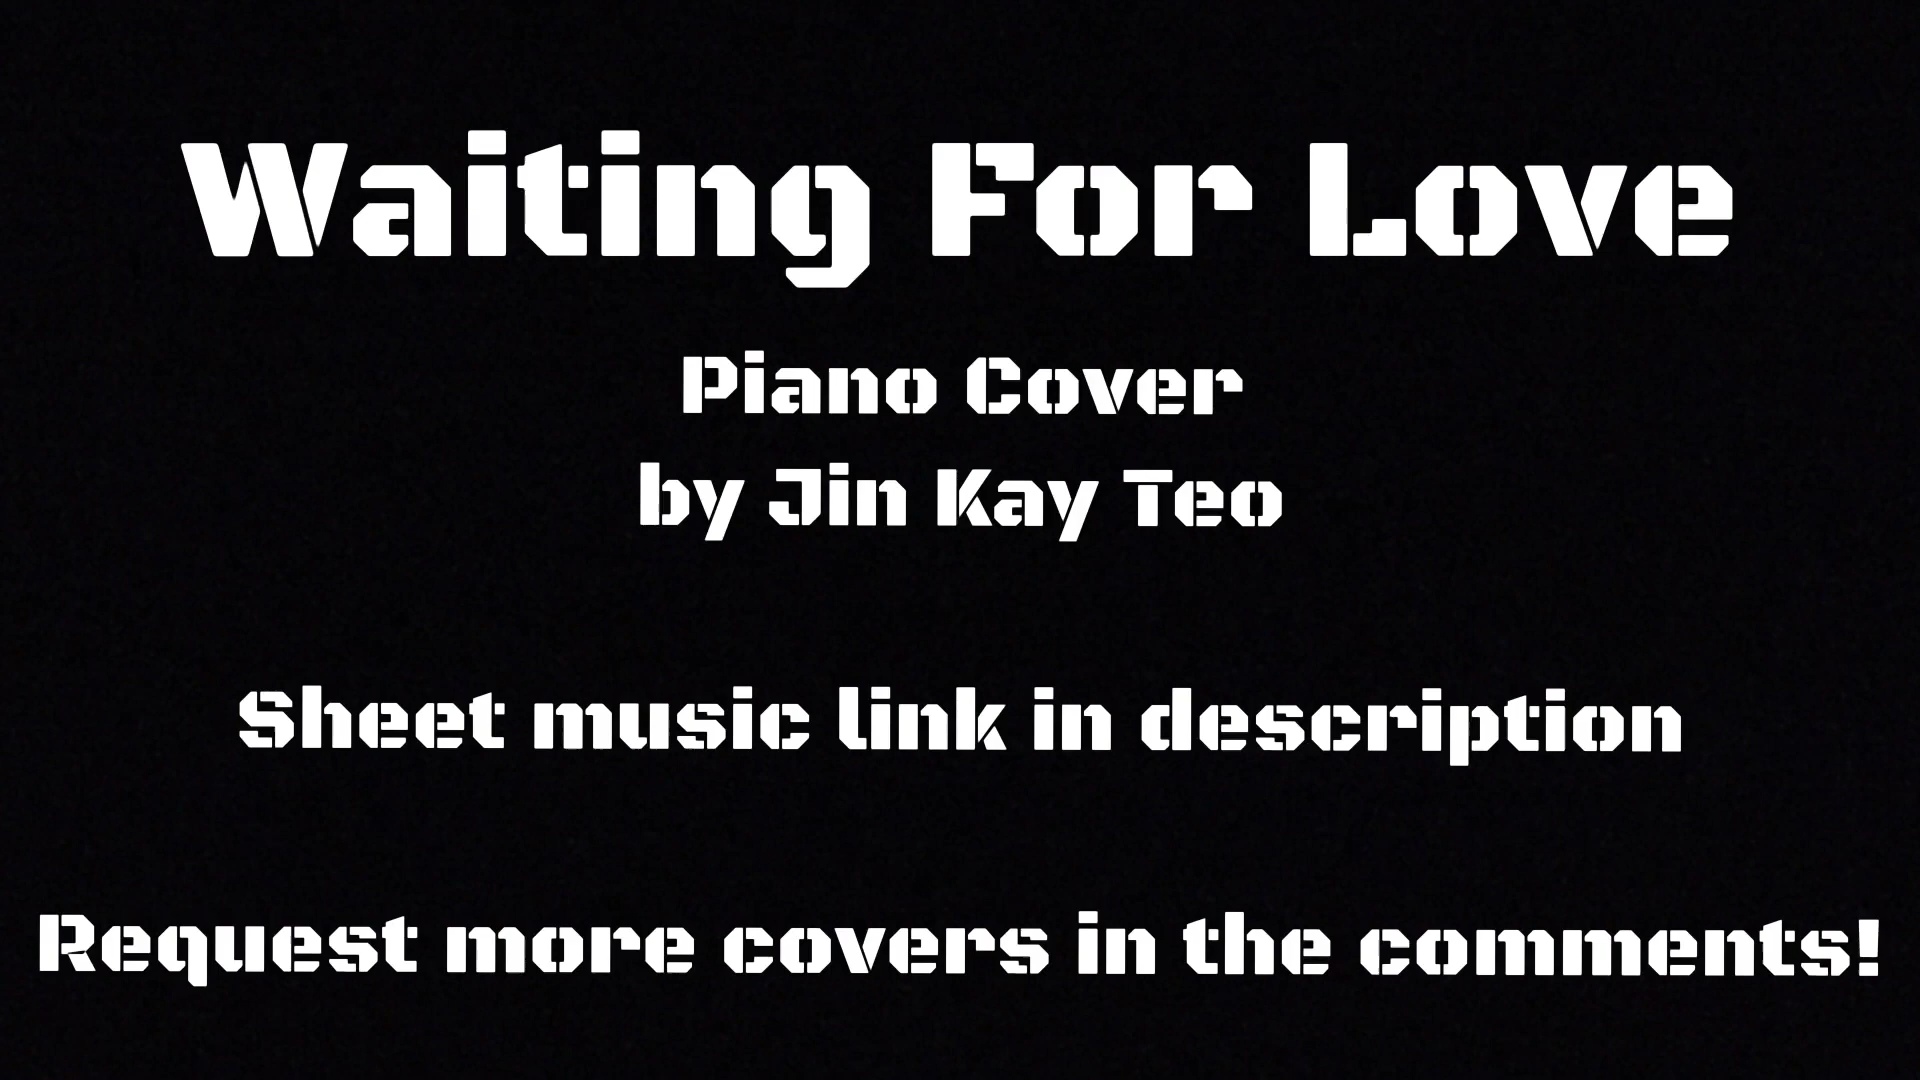 Waiting For Love
Piano Cover
by Jin Kay Teo
Sheet music link in description
Request more covers in the comments!